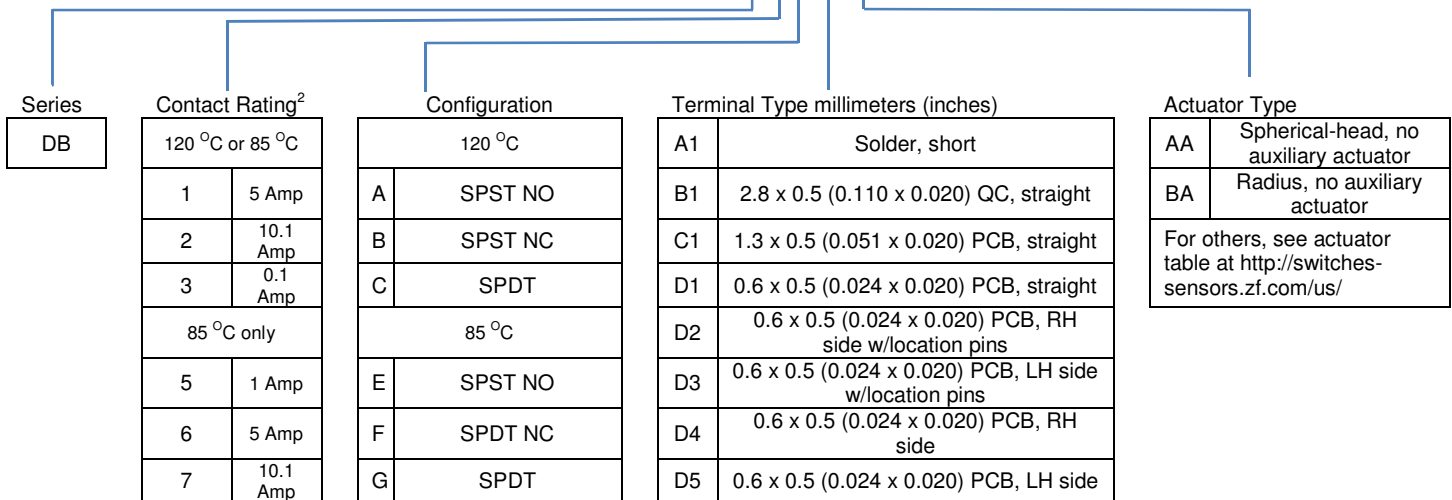 Series
DB
Contact Rating2
120 OC or 85 OC
1 5 Amp
2 10.1
Amp
3 0.1
Amp
85 OC only
5 1 Amp
6 5 Amp
7 10.1
Amp
Configuration
120 OC
A SPST NO
B SPST NC
C SPDT
85 OC
E SPST NO
F SPDT NC
G SPDT
Terminal Type millimeters (inches)
A1 Solder, short
B1 2.8 x 0.5 (0.110 x 0.020) QC, straight
C1 1.3 x 0.5 (0.051 x 0.020) PCB, straight
D1 0.6 x 0.5 (0.024 x 0.020) PCB, straight
D2 0.6 x 0.5 (0.024 x 0.020) PCB, RH
side w/location pins
D3 0.6 x 0.5 (0.024 x 0.020) PCB, LH side
w/location pins
D4 0.6 x 0.5 (0.024 x 0.020) PCB, RH
side
D5 0.6 x 0.5 (0.024 x 0.020) PCB, LH side
Actuator Type
AA Spherical-head, no
auxiliary actuator
BA Radius, no auxiliary
actuator
For others, see actuator
table at http://switches-
sensors.zf.com/us/